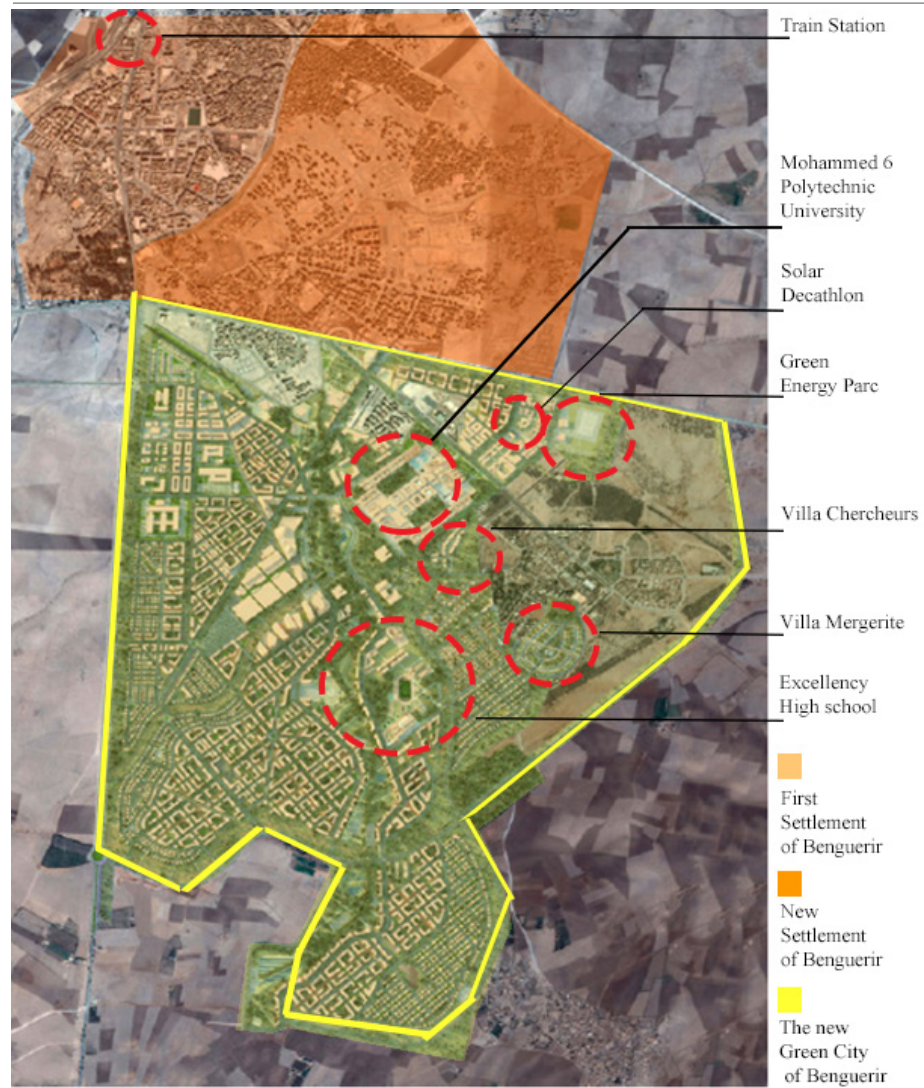 Train Station
Mohammed 6
Polytechnic
University
Solar
Decathlon
Green
Energy Parc
Villa Chercheurs
Villa Mergerite
Excellency
High school
First
Settlement
of Benguerir
New
Settlement
of Benguerir
The new
Green City
of Benguerir